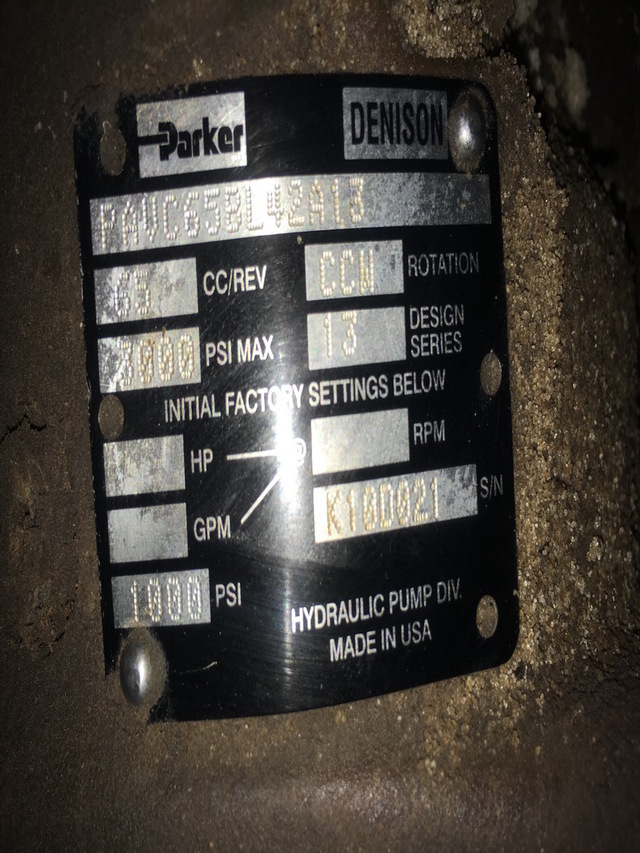 Parker DENISON
PAVC65BL42A13
65 CC/REV CCW ROTATION
3000 PSI MAX 13 DESIGN SERIES
INITIAL FACTORY SETTINGS BELOW
HP @ RPM
GPM K10D021 S/N
1000 PSI
HYDRAULIC PUMP DIV.
MADE IN USA